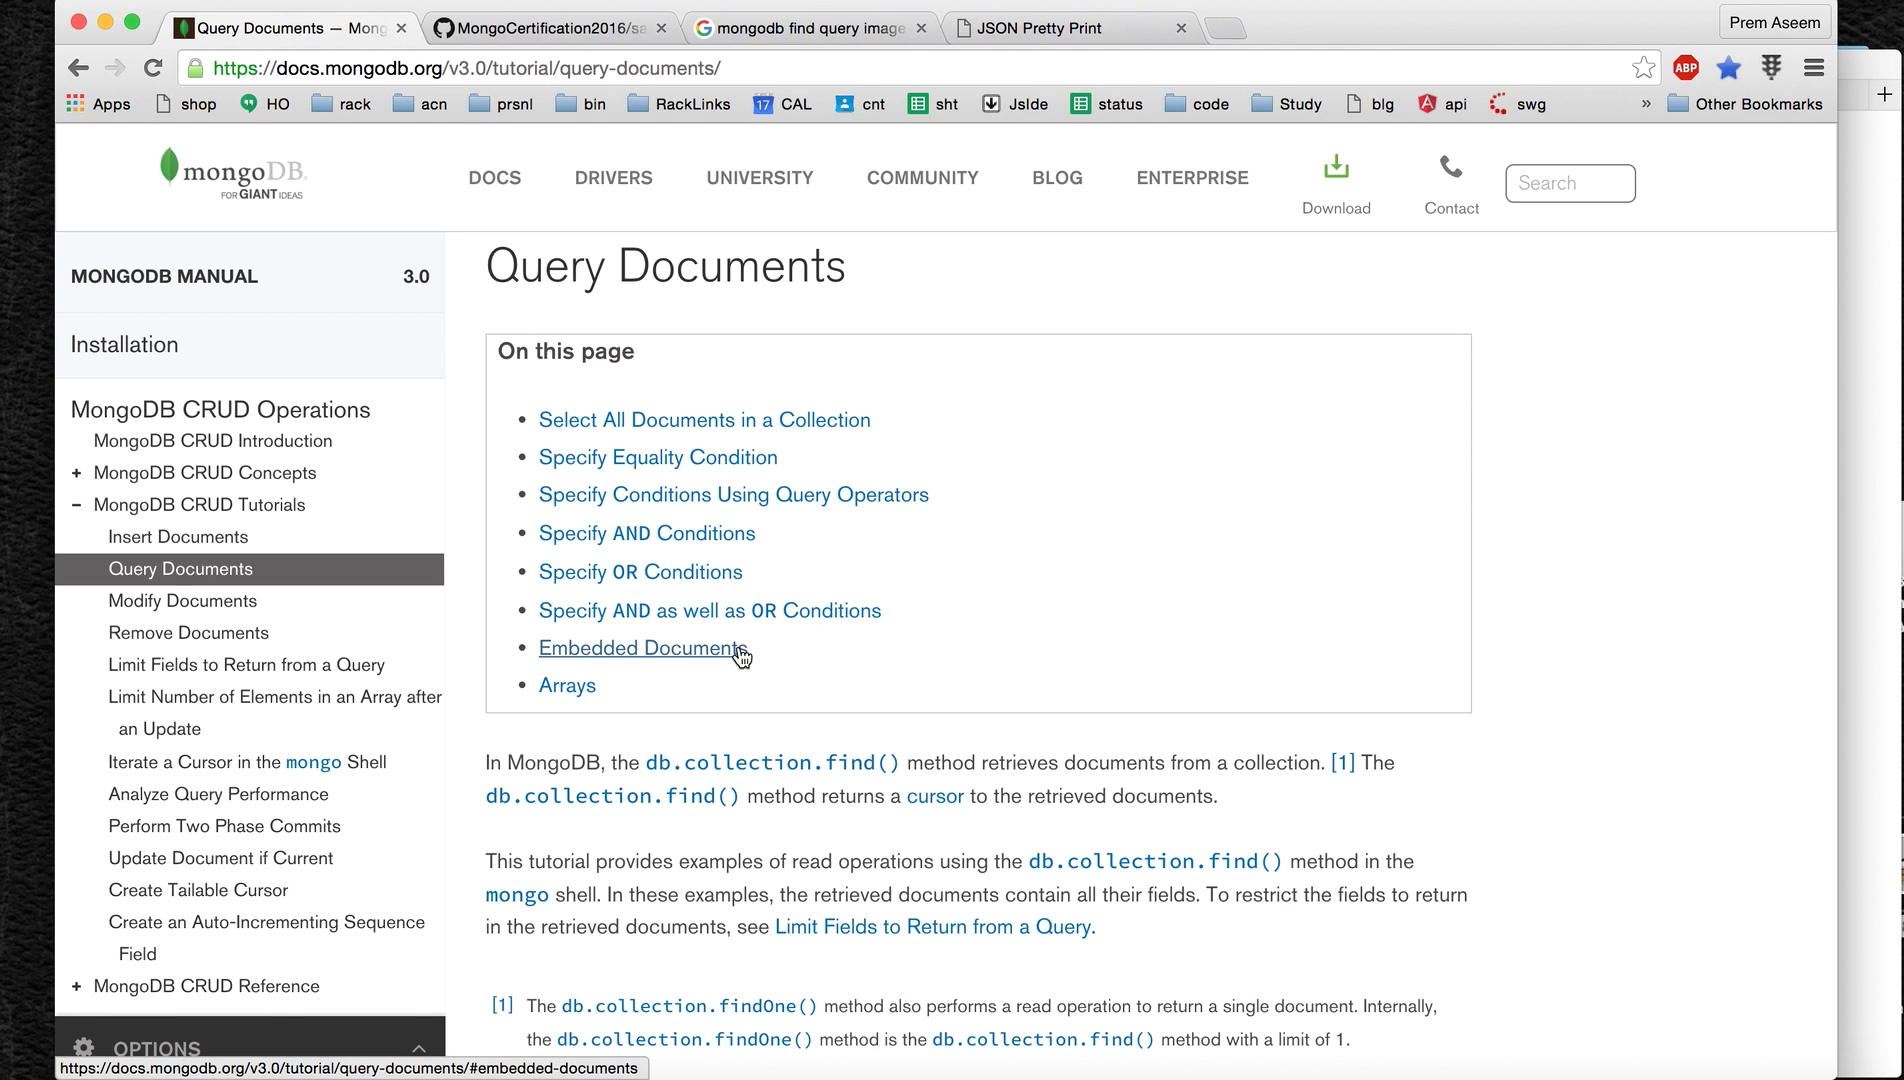 Query Documents — Mong
MongoCertification2016/sa
mongodb find query image
JSON Pretty Print
Prem Aseem
https://docs.mongodb.org/v3.0/tutorial/query-documents/
ABP
Apps shop HO rack acn prsnl bin RackLinks 17 CAL cnt sht Jslde status code Study blg api swg » Other Bookmarks
mongoDB.
FOR GIANT IDEAS
DOCS DRIVERS UNIVERSITY COMMUNITY BLOG ENTERPRISE
Download
Contact
Search
MONGODB MANUAL 3.0
Installation
MongoDB CRUD Operations
MongoDB CRUD Introduction
+ MongoDB CRUD Concepts
– MongoDB CRUD Tutorials
Insert Documents
Query Documents
Modify Documents
Remove Documents
Limit Fields to Return from a Query
Limit Number of Elements in an Array after
an Update
Iterate a Cursor in the mongo Shell
Analyze Query Performance
Perform Two Phase Commits
Update Document if Current
Create Tailable Cursor
Create an Auto-Incrementing Sequence
Field
+ MongoDB CRUD Reference
OPTIONS
Query Documents
On this page
• Select All Documents in a Collection
• Specify Equality Condition
• Specify Conditions Using Query Operators
• Specify AND Conditions
• Specify OR Conditions
• Specify AND as well as OR Conditions
• Embedded Documents
• Arrays
In MongoDB, the db.collection.find() method retrieves documents from a collection. [1] The
db.collection.find() method returns a cursor to the retrieved documents.
This tutorial provides examples of read operations using the db.collection.find() method in the
mongo shell. In these examples, the retrieved documents contain all their fields. To restrict the fields to return
in the retrieved documents, see Limit Fields to Return from a Query.
[1] The db.collection.findOne() method also performs a read operation to return a single document. Internally,
the db.collection.findOne() method is the db.collection.find() method with a limit of 1.
https://docs.mongodb.org/v3.0/tutorial/query-documents/#embedded-documents